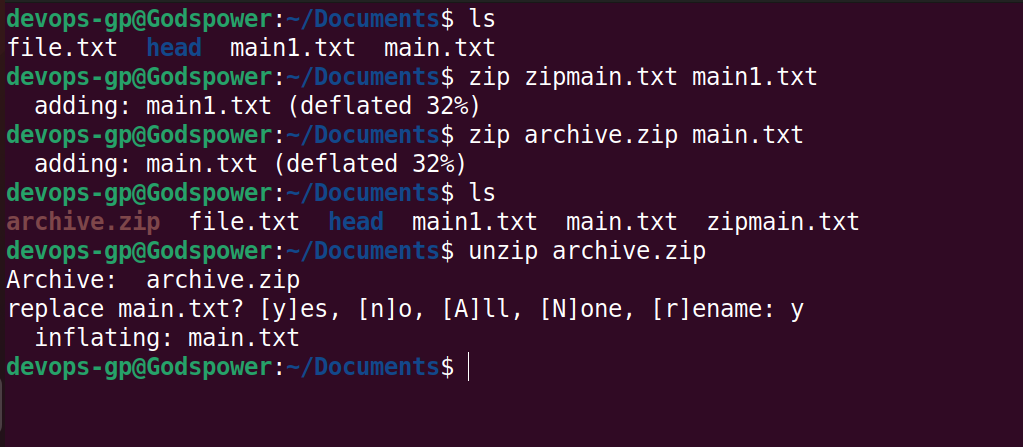 devops-gp@Godspower:~/Documents$ ls
file.txt  head  main1.txt  main.txt
devops-gp@Godspower:~/Documents$ zip zipmain.txt main1.txt
  adding: main1.txt (deflated 32%)
devops-gp@Godspower:~/Documents$ zip archive.zip main.txt
  adding: main.txt (deflated 32%)
devops-gp@Godspower:~/Documents$ ls
archive.zip  file.txt  head  main1.txt  main.txt  zipmain.txt
devops-gp@Godspower:~/Documents$ unzip archive.zip
Archive:  archive.zip
replace main.txt? [y]es, [n]o, [A]ll, [N]one, [r]ename: y
  inflating: main.txt
devops-gp@Godspower:~/Documents$